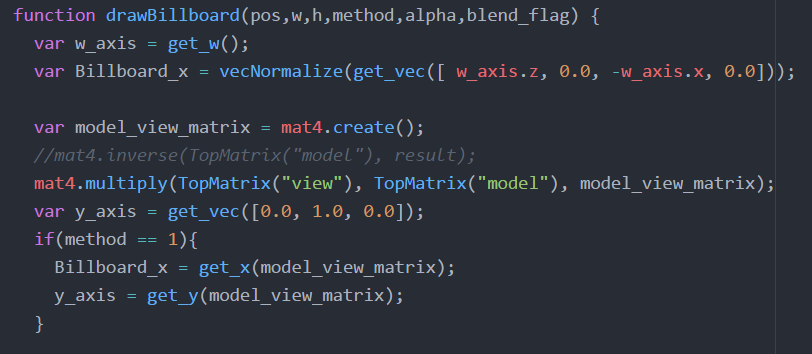 function drawBillboard(pos,w,h,method,alpha,blend_flag) {
  var w_axis = get_w();
  var Billboard_x = vecNormalize(get_vec([ w_axis.z, 0.0, -w_axis.x, 0.0]));

  var model_view_matrix = mat4.create();
  //mat4.inverse(TopMatrix("model"), result);
  mat4.multiply(TopMatrix("view"), TopMatrix("model"), model_view_matrix);
  var y_axis = get_vec([0.0, 1.0, 0.0]);
  if(method == 1){
    Billboard_x = get_x(model_view_matrix);
    y_axis = get_y(model_view_matrix);
  }